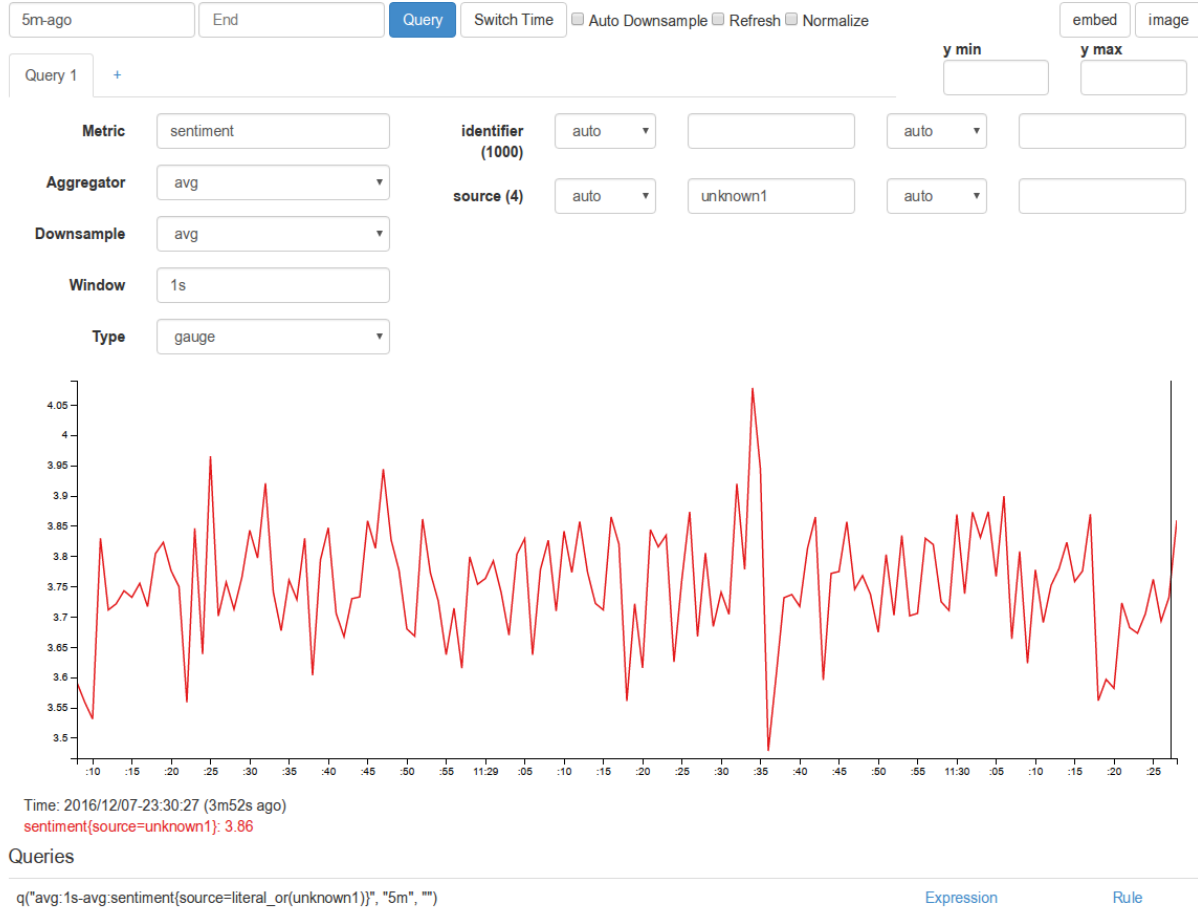 5m-ago End Query Switch Time Auto Downsample Refresh Normalize embed image
y min y max
Query 1 +
Metric sentiment identifier (1000) auto auto
Aggregator avg source (4) auto unknown1 auto
Downsample avg
Window 1s
Type gauge
4.05
4
3.95
3.9
3.85
3.8
3.75
3.7
3.65
3.6
3.55
3.5
:10 :15 :20 :25 :30 :35 :40 :45 :50 :55 11:29 :05 :10 :15 :20 :25 :30 :35 :40 :45 :50 :55 11:30 :05 :10 :15 :20 :25
Time: 2016/12/07-23:30:27 (3m52s ago)
sentiment{source=unknown1}: 3.86
Queries
q("avg:1s-avg:sentiment{source=literal_or(unknown1)}", "5m", "") Expression Rule